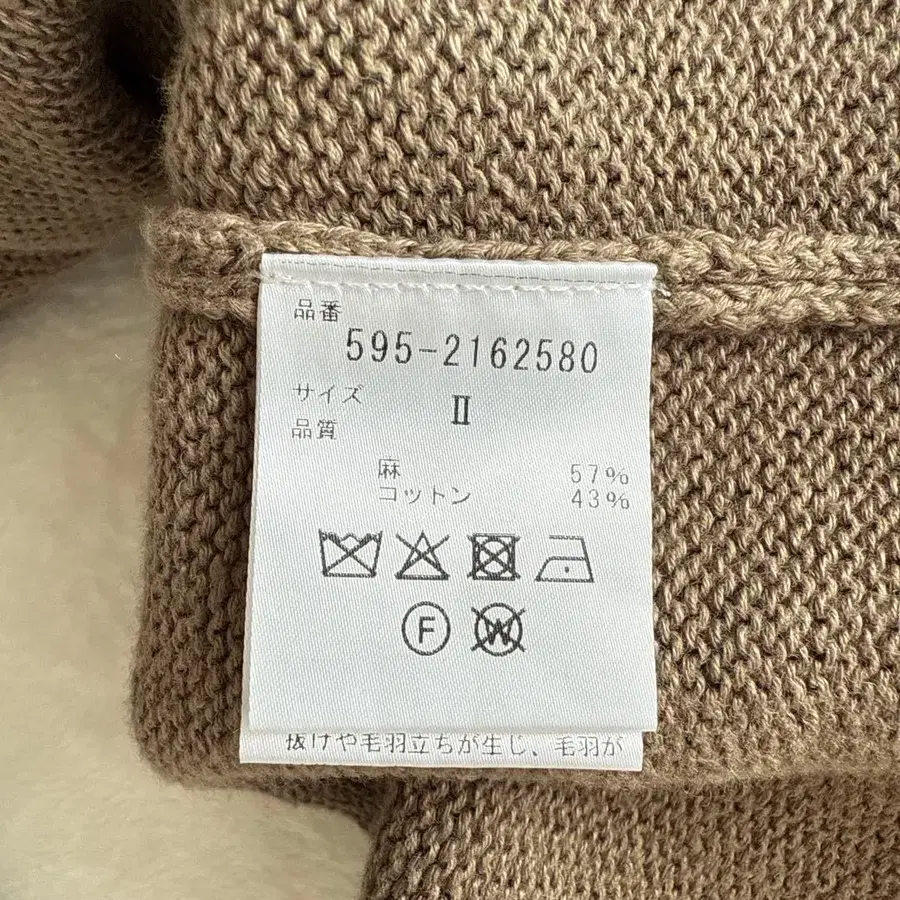 品番
595-2162580
サイズ II
品質
麻 57%
コットン 43%
F W
抜けや毛羽立ちが生じ、毛羽が